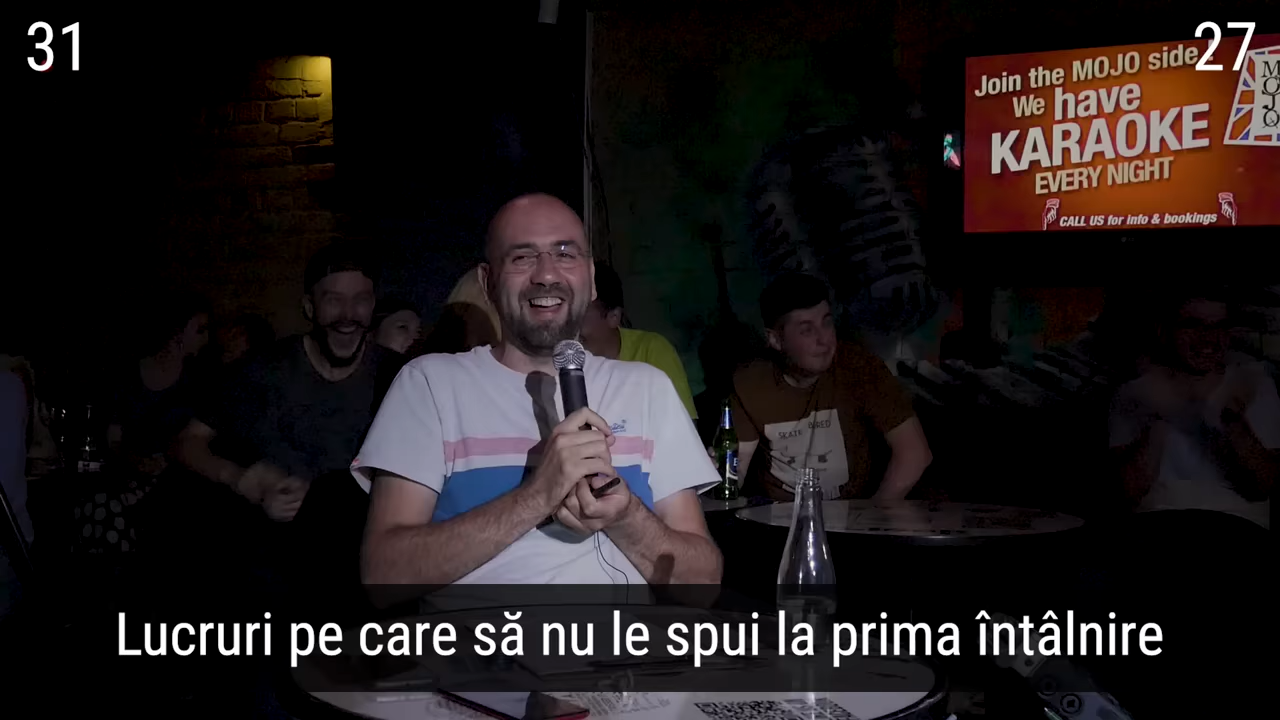 31
27
Join the MOJO side
We have
KARAOKE
EVERY NIGHT
CALL US for info & bookings
MOJO
SKATE
Lucruri pe care să nu le spui la prima întâlnire